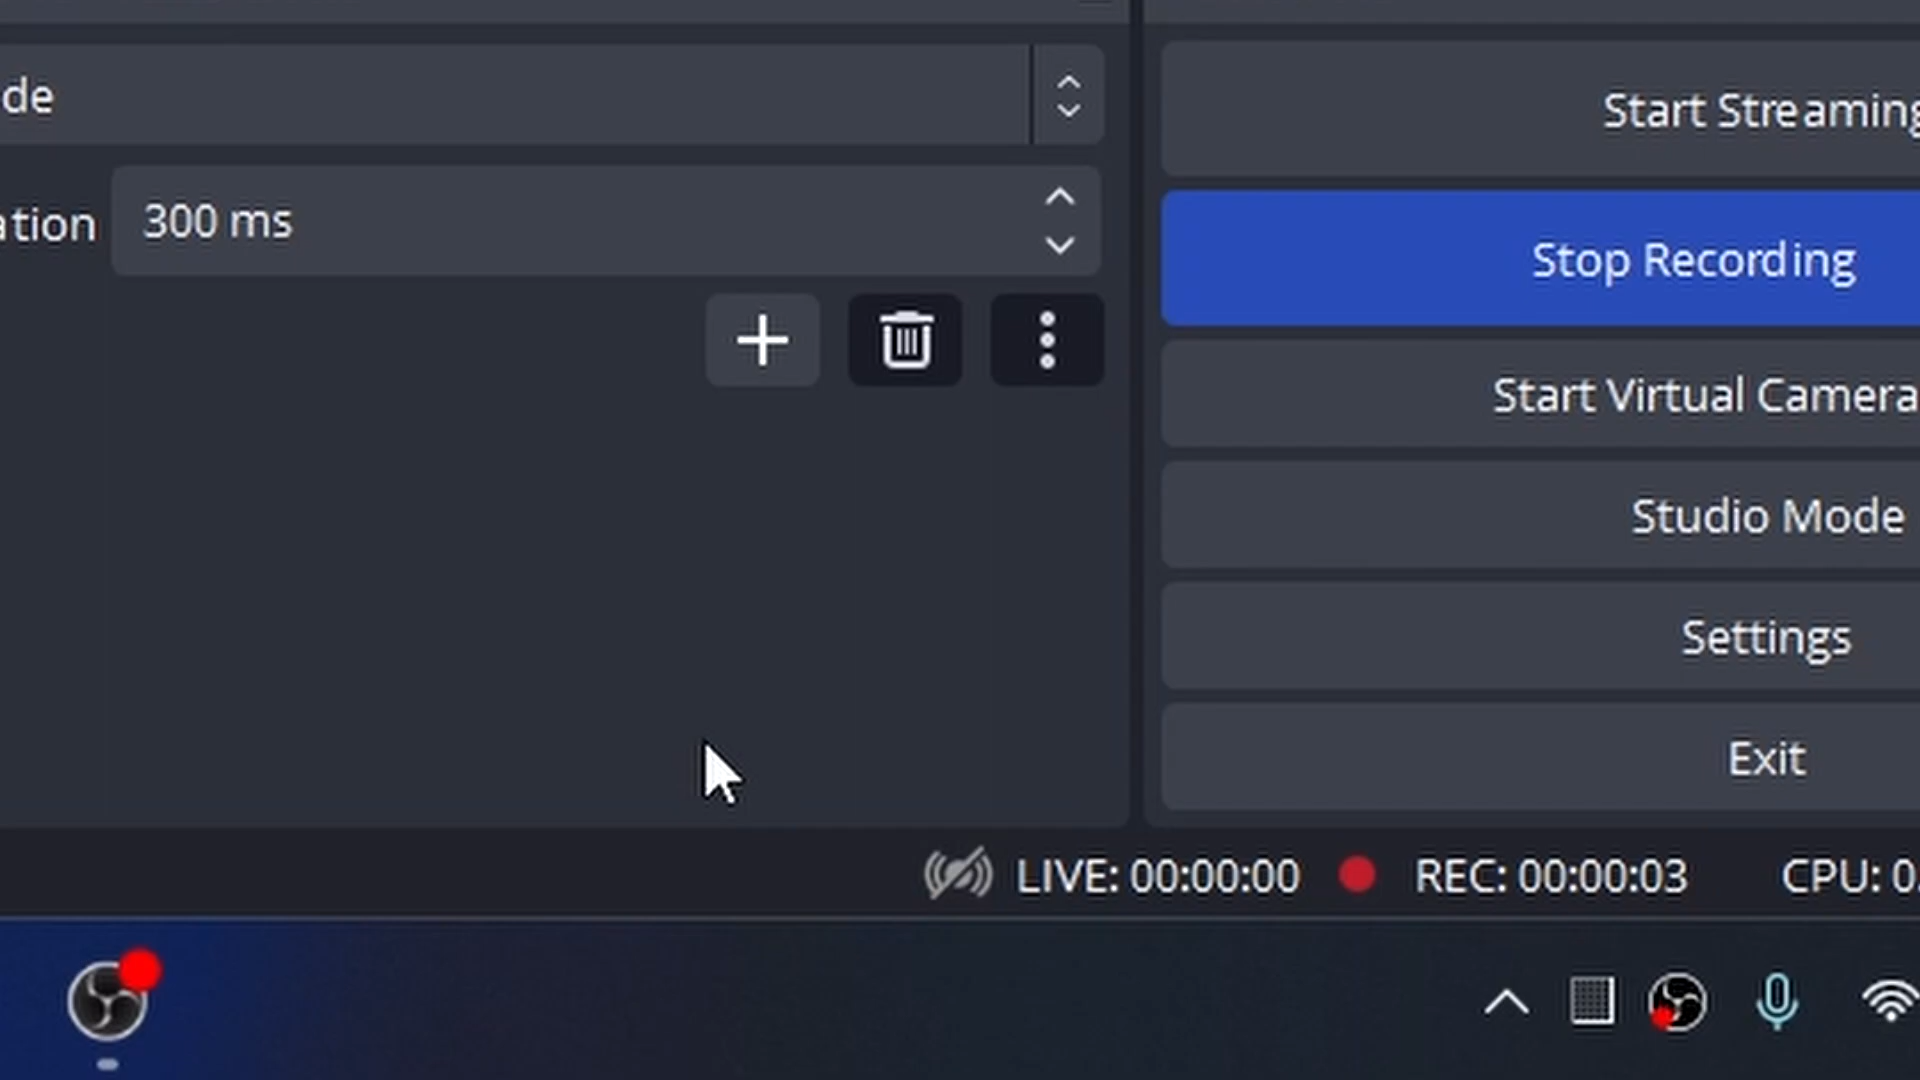 de
ation 300 ms
Start Streaming
Stop Recording
Start Virtual Camera
Studio Mode
Settings
Exit
LIVE: 00:00:00 REC: 00:00:03 CPU: 0.